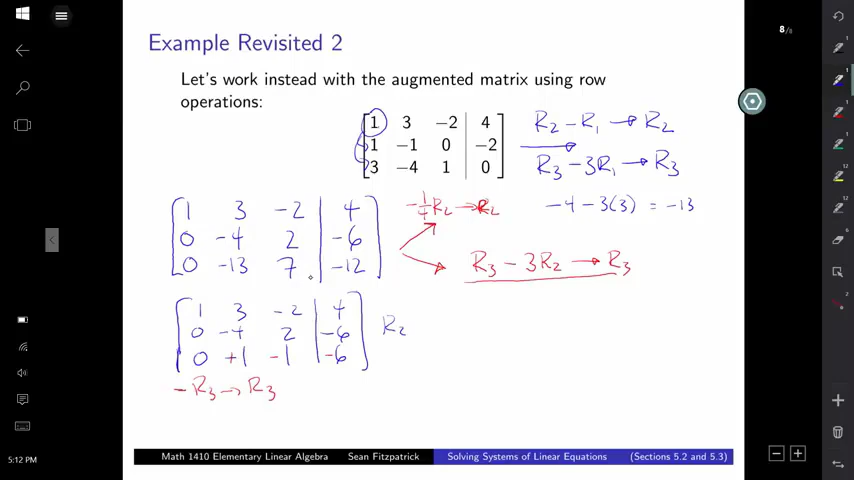 8/8
Example Revisited 2
Let's work instead with the augmented matrix using row
operations:
1 3 −2 4
1 −1 0 −2
3 −4 1 0
R₂ − R₁ → R₂
R₃ − 3R₁ → R₃
−4 − 3(3) = −13
1 3 −2 4
0 −4 2 −6
0 −13 7 −12
−1/4 R₂ → R₂
R₃ − 3R₂ → R₃
1 3 −2 4
0 −4 2 −6
0 +1 −1 −6
R₂
−R₃ → R₃
5:12 PM
Math 1410 Elementary Linear Algebra Sean Fitzpatrick Solving Systems of Linear Equations (Sections 5.2 and 5.3)